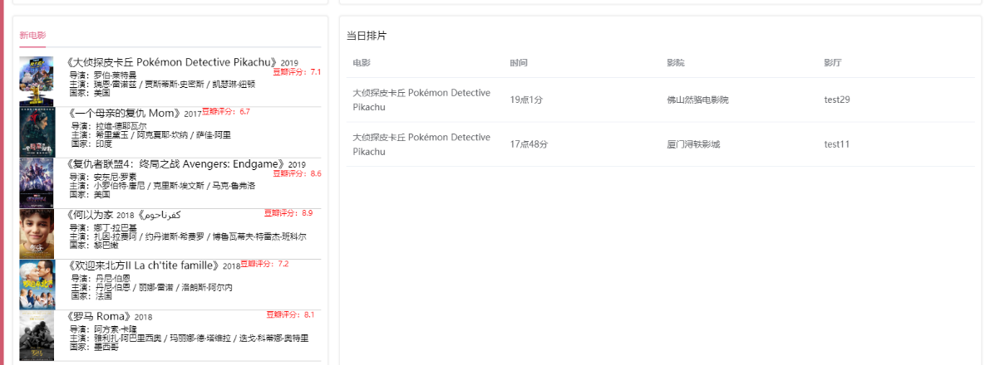 新电影
《大侦探皮卡丘 Pokémon Detective Pikachu》2019
豆瓣评分：7.1
导演：罗伯·莱特曼
主演：瑞恩·雷诺兹 / 贾斯蒂斯·史密斯 / 凯瑟琳·纽顿
国家：美国
《一个母亲的复仇 Mom》2017豆瓣评分：6.7
导演：拉维·德耶瓦尔
主演：希里黛玉 / 阿克夏耶·坎纳 / 萨佳·阿里
国家：印度
《复仇者联盟4：终局之战 Avengers: Endgame》2019
豆瓣评分：8.6
导演：安东尼·罗素
主演：小罗伯特·唐尼 / 克里斯·埃文斯 / 马克·鲁弗洛
国家：美国
《何以为家 2018《كفرناحوم
豆瓣评分：8.9
导演：娜丁·拉巴基
主演：扎因·拉费阿 / 约丹诺斯·希费罗 / 博鲁瓦蒂夫·特雷杰·班科尔
国家：黎巴嫩
《欢迎来北方II La ch'tite famille》2018豆瓣评分：7.2
导演：丹尼·伯恩
主演：丹尼·伯恩 / 丽娜·雷诺 / 洛朗斯·阿尔内
国家：法国
《罗马 Roma》2018
豆瓣评分：8.1
导演：阿方索·卡隆
主演：雅利扎·阿巴里西奥 / 玛丽娜·德·塔维拉 / 迭戈·科蒂娜·奥特里
国家：墨西哥
当日排片
电影 时间 影院 影厅
大侦探皮卡丘 Pokémon Detective
Pikachu
19点1分 佛山然骆电影院 test29
大侦探皮卡丘 Pokémon Detective
Pikachu
17点48分 厦门浔轶影城 test11